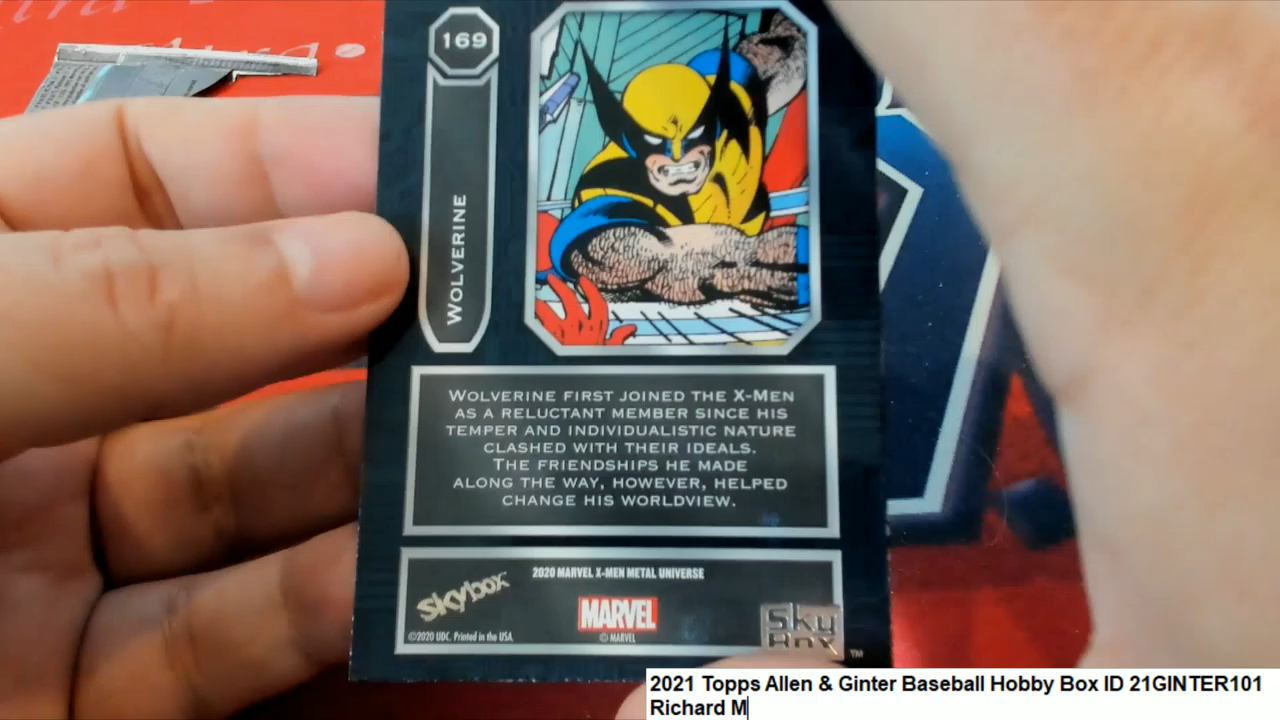 169
WOLVERINE
WOLVERINE FIRST JOINED THE X-MEN
AS A RELUCTANT MEMBER SINCE HIS
TEMPER AND INDIVIDUALISTIC NATURE
CLASHED WITH THEIR IDEALS.
THE FRIENDSHIPS HE MADE
ALONG THE WAY, HOWEVER, HELPED
CHANGE HIS WORLDVIEW.
2020 MARVEL X-MEN METAL UNIVERSE
skybox
MARVEL
©2020 UDC. Printed in the USA.
© MARVEL
Sky
Box
TM
2021 Topps Allen & Ginter Baseball Hobby Box ID 21GINTER101
Richard M